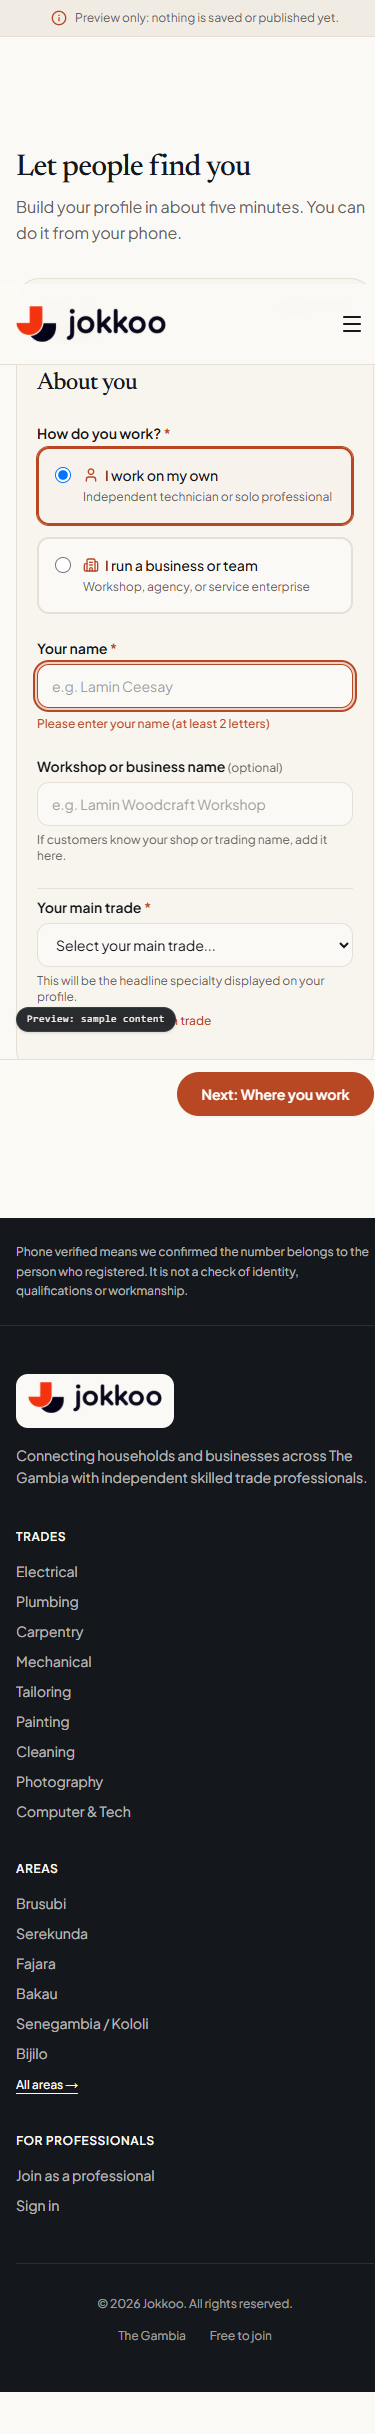 Preview only: nothing is saved or published yet.
Let people find you
Build your profile in about five minutes. You can
do it from your phone.
jokkoo
About you
How do you work? *
I work on my own
Independent technician or solo professional
I run a business or team
Workshop, agency, or service enterprise
Your name *
e.g. Lamin Ceesay
Please enter your name (at least 2 letters)
Workshop or business name (optional)
e.g. Lamin Woodcraft Workshop
If customers know your shop or trading name, add it
here.
Your main trade *
Select your main trade...
This will be the headline specialty displayed on your
profile.
Preview: sample content
trade
Next: Where you work
Phone verified means we confirmed the number belongs to the
person who registered. It is not a check of identity,
qualifications or workmanship.
jokkoo
Connecting households and businesses across The
Gambia with independent skilled trade professionals.
TRADES
Electrical
Plumbing
Carpentry
Mechanical
Tailoring
Painting
Cleaning
Photography
Computer & Tech
AREAS
Brusubi
Serekunda
Fajara
Bakau
Senegambia / Kololi
Bijilo
All areas →
FOR PROFESSIONALS
Join as a professional
Sign in
© 2026 Jokkoo. All rights reserved.
The Gambia Free to join